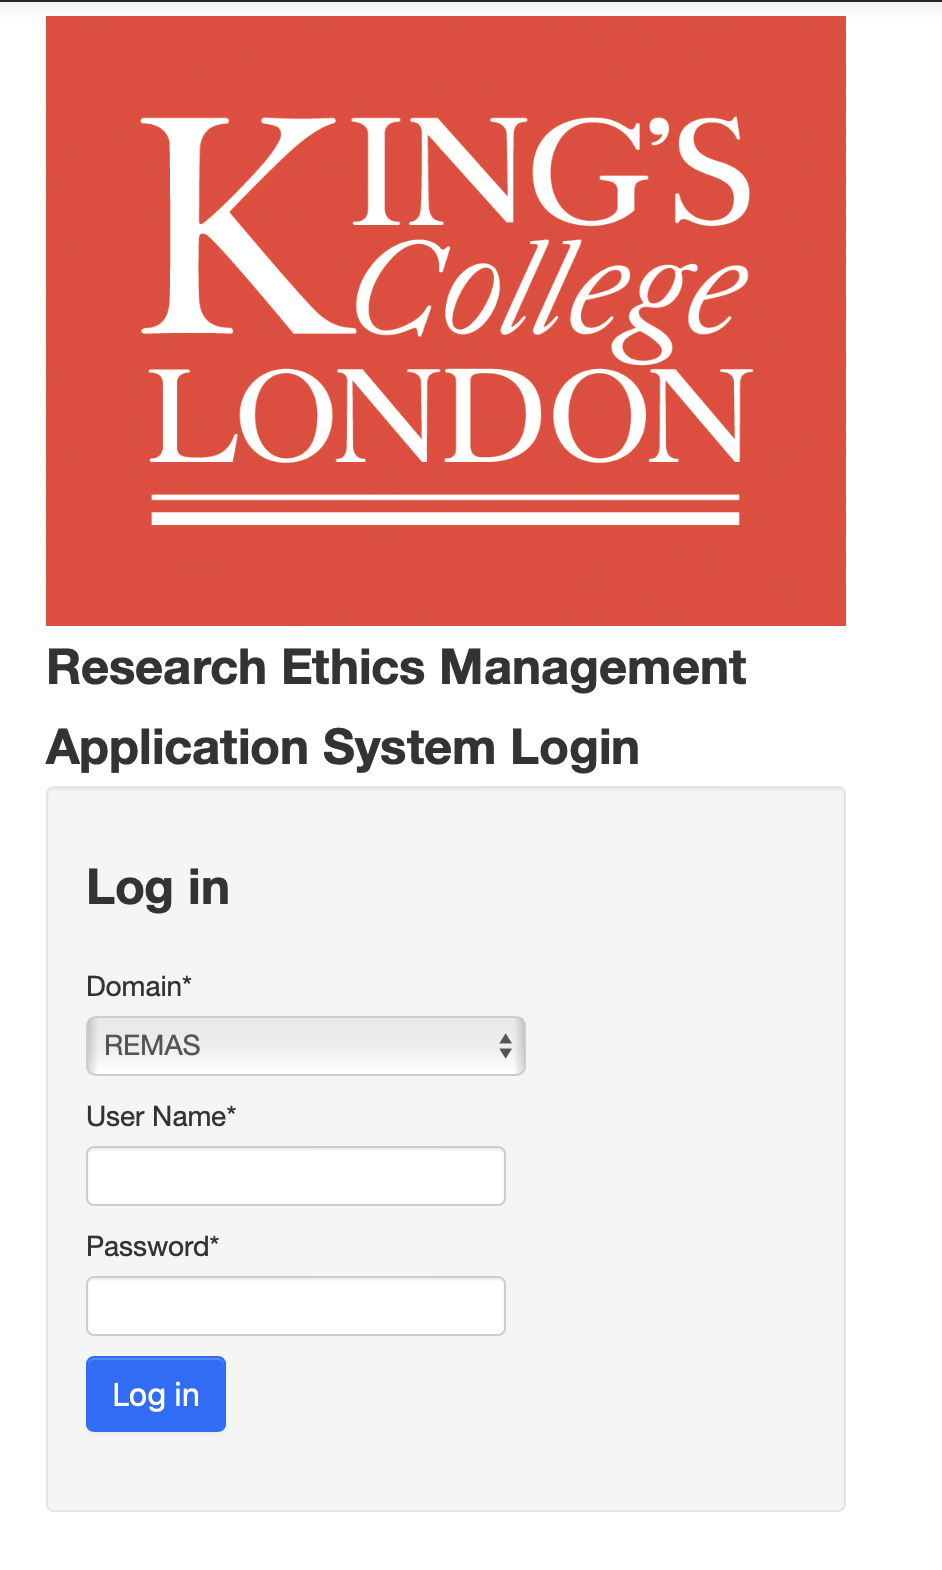 KING'S
College
LONDON
Research Ethics Management
Application System Login
Log in
Domain*
REMAS
User Name*
Password*
Log in